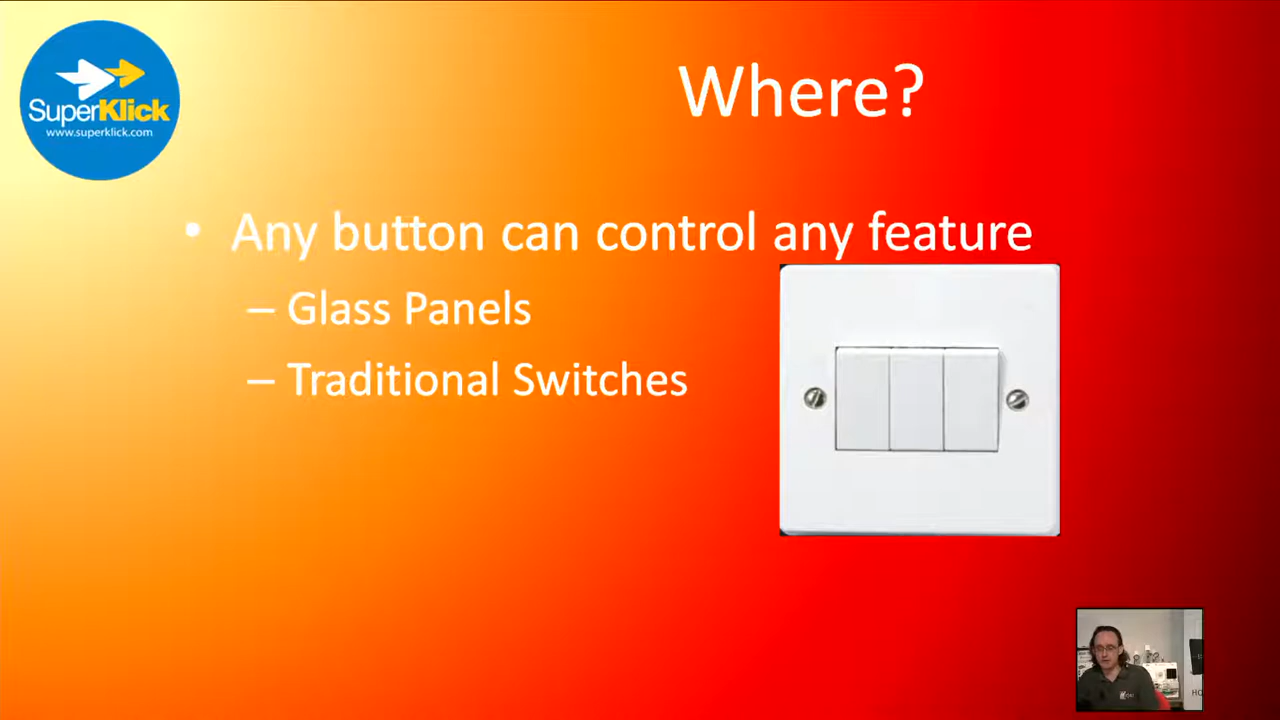 SuperKlick
www.superklick.com
Where?
• Any button can control any feature
– Glass Panels
– Traditional Switches